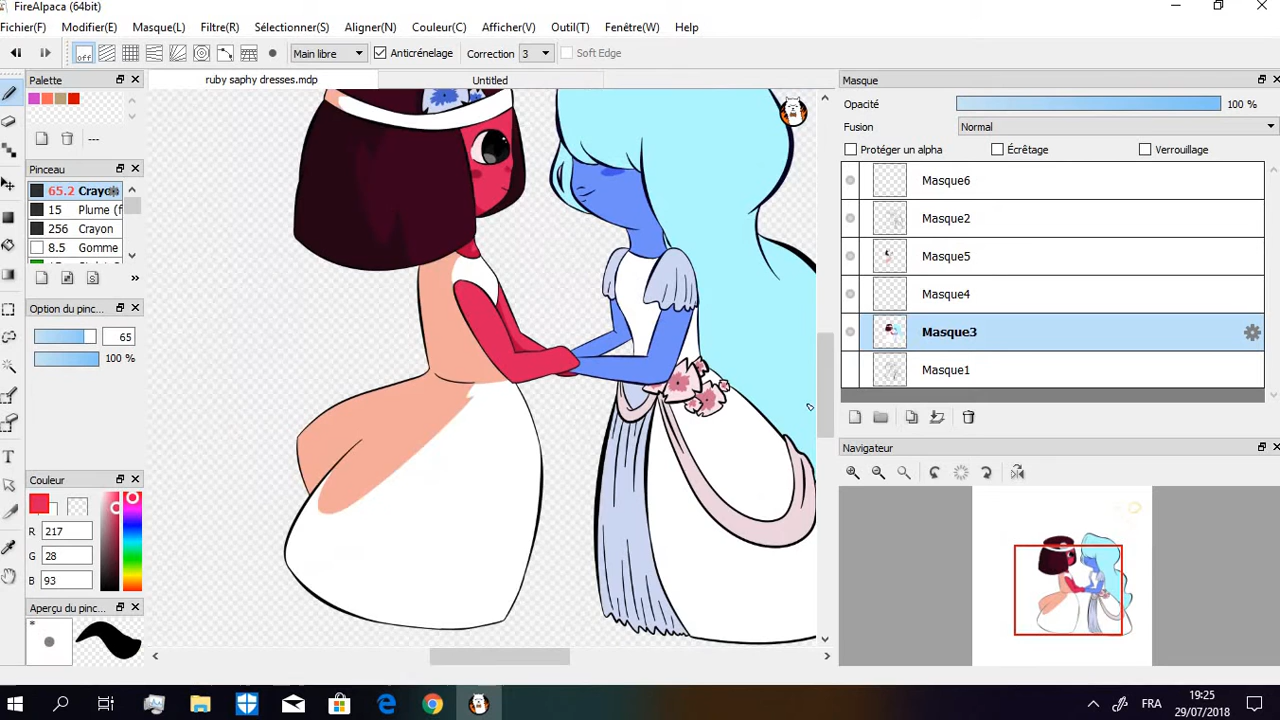 FireAlpaca (64bit)
Fichier(F) Modifier(E) Masque(L) Filtre(R) Sélectionner(S) Aligner(N) Couleur(C) Afficher(V) Outil(T) Fenêtre(W) Help
off Main libre Anticrénelage Correction 3 Soft Edge
Palette
ruby saphy dresses.mdp Untitled
---
Pinceau
65.2 Crayon
15 Plume (f
256 Crayon
8.5 Gomme
Option du pinc...
65
100 %
Couleur
R 217
G 28
B 93
Aperçu du pinc...
*
Masque
Opacité 100 %
Fusion Normal
Protéger un alpha Écrêtage Verrouillage
Masque6
Masque2
Masque5
Masque4
Masque3
Masque1
Navigateur
FRA
19:25
29/07/2018